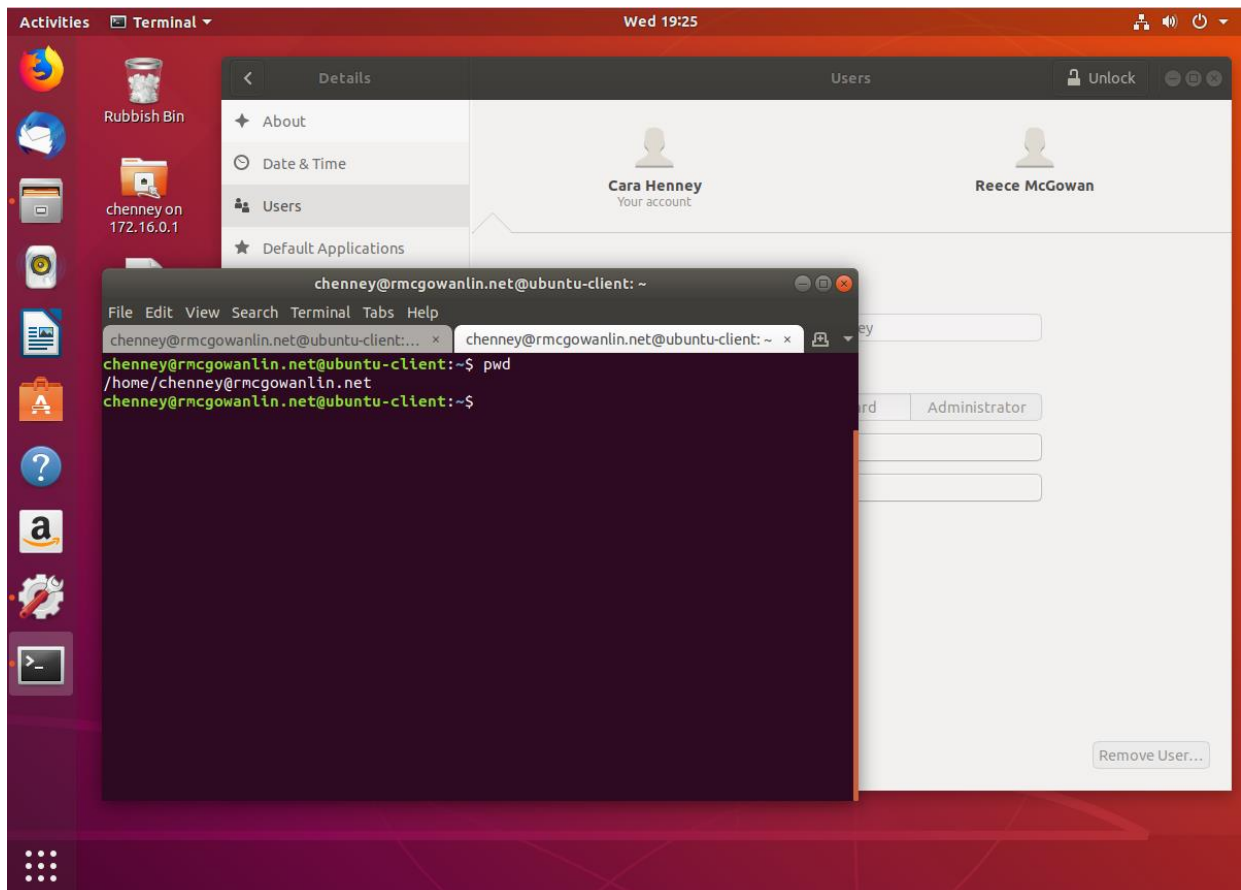 Activities Terminal Wed 19:25
Rubbish Bin
chenney on
172.16.0.1
Details Users Unlock
About
Date & Time
Users
Default Applications
Cara Henney
Your account
Reece McGowan
ey
rd Administrator
Remove User...
chenney@rmcgowanlin.net@ubuntu-client: ~
File Edit View Search Terminal Tabs Help
chenney@rmcgowanlin.net@ubuntu-client:... × chenney@rmcgowanlin.net@ubuntu-client: ~ ×
chenney@rmcgowanlin.net@ubuntu-client:~$ pwd
/home/chenney@rmcgowanlin.net
chenney@rmcgowanlin.net@ubuntu-client:~$